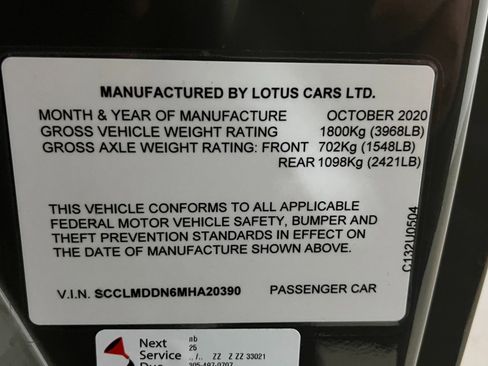 MANUFACTURED BY LOTUS CARS LTD.
MONTH & YEAR OF MANUFACTURE OCTOBER 2020
GROSS VEHICLE WEIGHT RATING 1800Kg (3968LB)
GROSS AXLE WEIGHT RATING: FRONT 702Kg (1548LB)
REAR 1098Kg (2421LB)
THIS VEHICLE CONFORMS TO ALL APPLICABLE
FEDERAL MOTOR VEHICLE SAFETY, BUMPER AND
THEFT PREVENTION STANDARDS IN EFFECT ON
THE DATE OF MANUFACTURE SHOWN ABOVE.
V.I.N. SCCLMDDN6MHA20390 PASSENGER CAR
C132U0504
Next
Service
Due
nb
33021